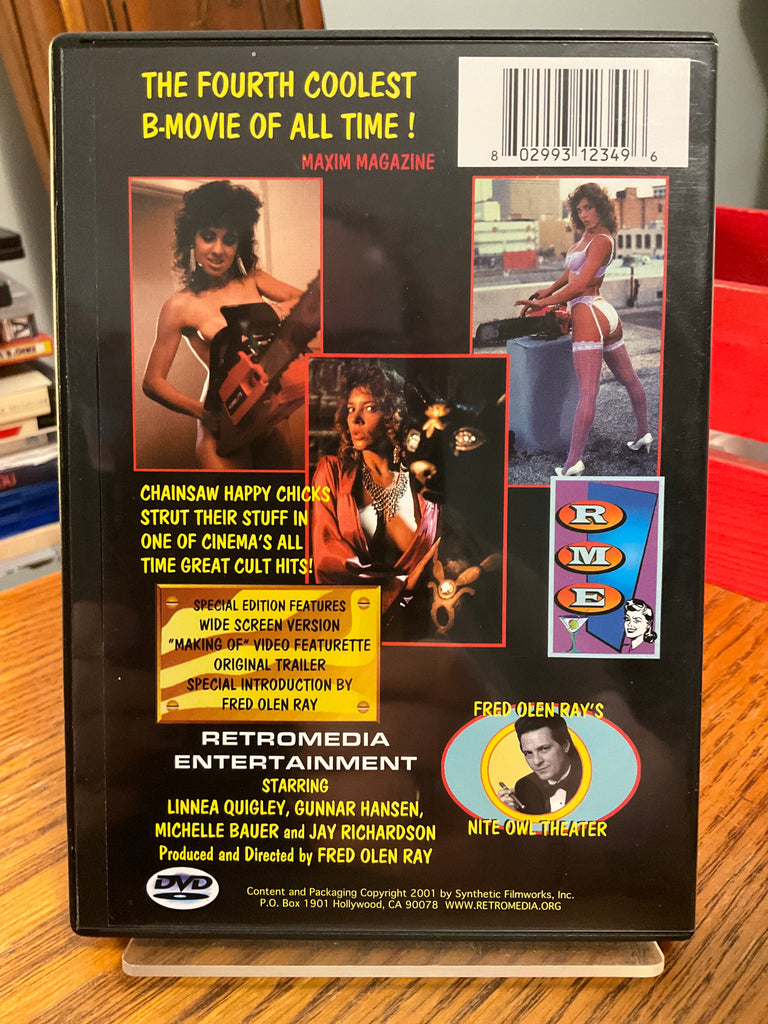 THE FOURTH COOLEST
B-MOVIE OF ALL TIME !
MAXIM MAGAZINE
8 02993 12349 6
CHAINSAW HAPPY CHICKS
STRUT THEIR STUFF IN
ONE OF CINEMA'S ALL
TIME GREAT CULT HITS!
R
M
E
SPECIAL EDITION FEATURES
WIDE SCREEN VERSION
"MAKING OF" VIDEO FEATURETTE
ORIGINAL TRAILER
SPECIAL INTRODUCTION BY
FRED OLEN RAY
FRED OLEN RAY'S
NITE OWL THEATER
RETROMEDIA
ENTERTAINMENT
STARRING
LINNEA QUIGLEY, GUNNAR HANSEN,
MICHELLE BAUER and JAY RICHARDSON
Produced and Directed by FRED OLEN RAY
DVD
Content and Packaging Copyright 2001 by Synthetic Filmworks, Inc.
P.O. Box 1901 Hollywood, CA 90078 WWW.RETROMEDIA.ORG